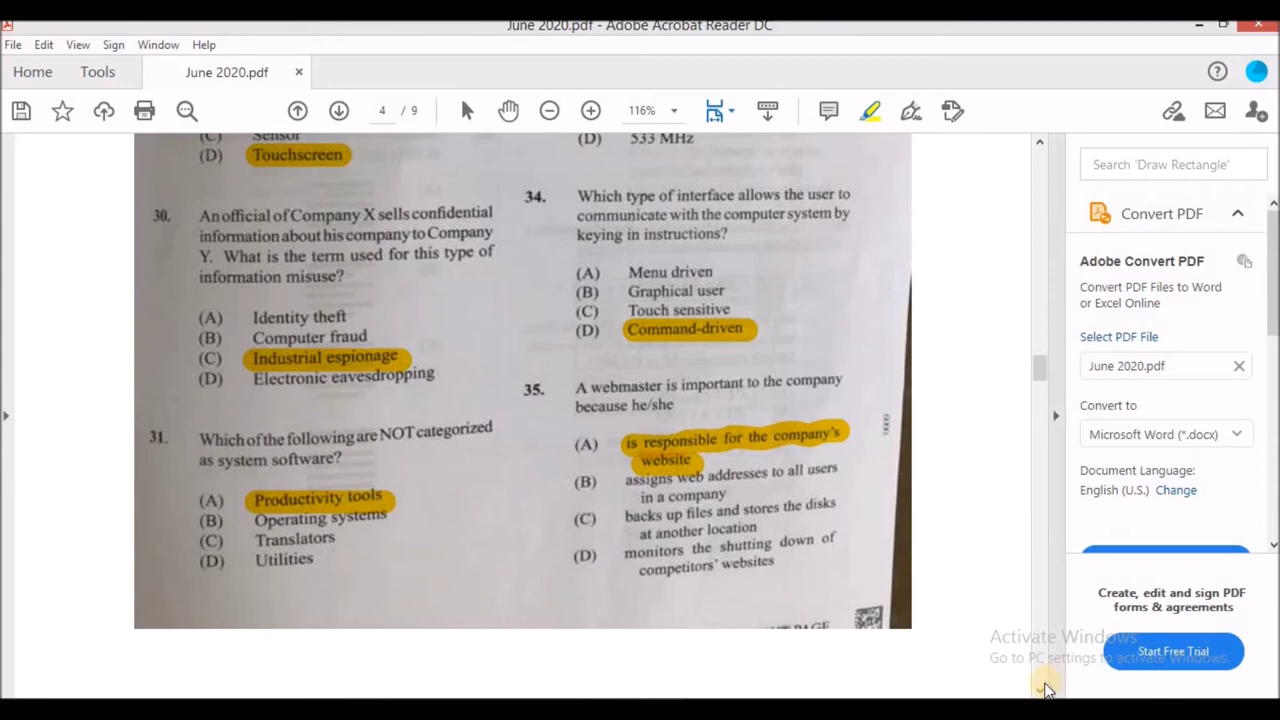 June 2020.pdf - Adobe Acrobat Reader DC
File Edit View Sign Window Help
Home Tools June 2020.pdf ×
4 / 9 116%
(C) Sensor
(D) Touchscreen
30. An official of Company X sells confidential
information about his company to Company
Y. What is the term used for this type of
information misuse?
(A) Identity theft
(B) Computer fraud
(C) Industrial espionage
(D) Electronic eavesdropping
31. Which of the following are NOT categorized
as system software?
(A) Productivity tools
(B) Operating systems
(C) Translators
(D) Utilities
(D) 533 MHz
34. Which type of interface allows the user to
communicate with the computer system by
keying in instructions?
(A) Menu driven
(B) Graphical user
(C) Touch sensitive
(D) Command-driven
35. A webmaster is important to the company
because he/she
(A) is responsible for the company's
website
(B) assigns web addresses to all users
in a company
(C) backs up files and stores the disks
at another location
(D) monitors the shutting down of
competitors' websites
PAGE
Search 'Draw Rectangle'
Convert PDF
Adobe Convert PDF
Convert PDF Files to Word
or Excel Online
Select PDF File
June 2020.pdf
Convert to
Microsoft Word (*.docx)
Document Language:
English (U.S.) Change
Create, edit and sign PDF
forms & agreements
Start Free Trial
Activate Windows
Go to PC settings to activate Windows.